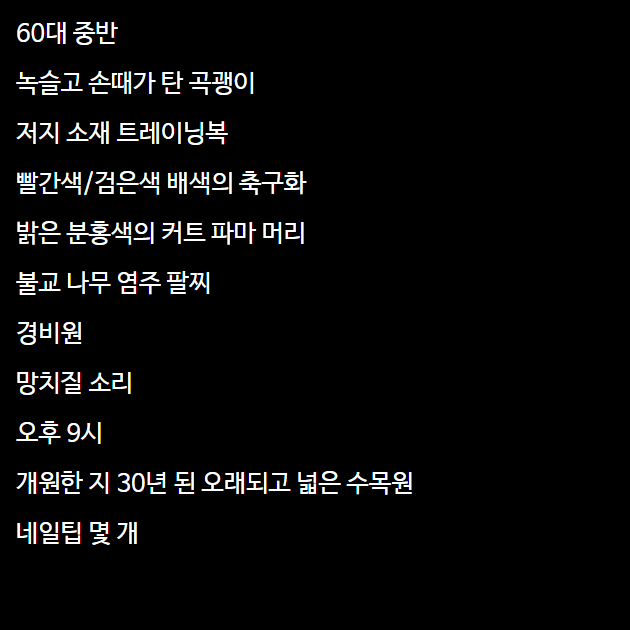 60대 중반
녹슬고 손때가 탄 곡괭이
저지 소재 트레이닝복
빨간색/검은색 배색의 축구화
밝은 분홍색의 커트 파마 머리
불교 나무 염주 팔찌
경비원
망치질 소리
오후 9시
개원한 지 30년 된 오래되고 넓은 수목원
네일팁 몇 개